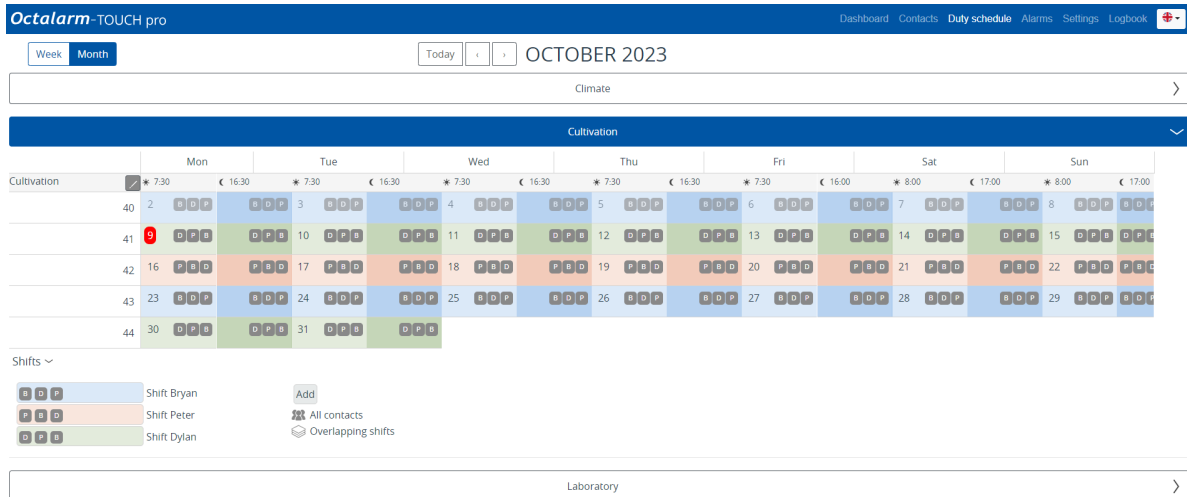 Octalarm-TOUCH pro Dashboard Contacts Duty schedule Alarms Settings Logbook
Week Month Today ‹ › OCTOBER 2023
Climate
Cultivation
Mon Tue Wed Thu Fri Sat Sun
Cultivation 7:30 16:30 7:30 16:30 7:30 16:30 7:30 16:30 7:30 16:00 8:00 17:00 8:00 17:00
40 2 B D P B D P 3 B D P B D P 4 B D P B D P 5 B D P B D P 6 B D P B D P 7 B D P B D P 8 B D P B D P
41 9 D P B D P B 10 D P B D P B 11 D P B D P B 12 D P B D P B 13 D P B D P B 14 D P B D P B 15 D P B D P B
42 16 P B D P B D 17 P B D P B D 18 P B D P B D 19 P B D P B D 20 P B D P B D 21 P B D P B D 22 P B D P B D
43 23 B D P B D P 24 B D P B D P 25 B D P B D P 26 B D P B D P 27 B D P B D P 28 B D P B D P 29 B D P B D P
44 30 D P B D P B 31 D P B D P B
Shifts
B D P Shift Bryan Add
P B D Shift Peter All contacts
D P B Shift Dylan Overlapping shifts
Laboratory